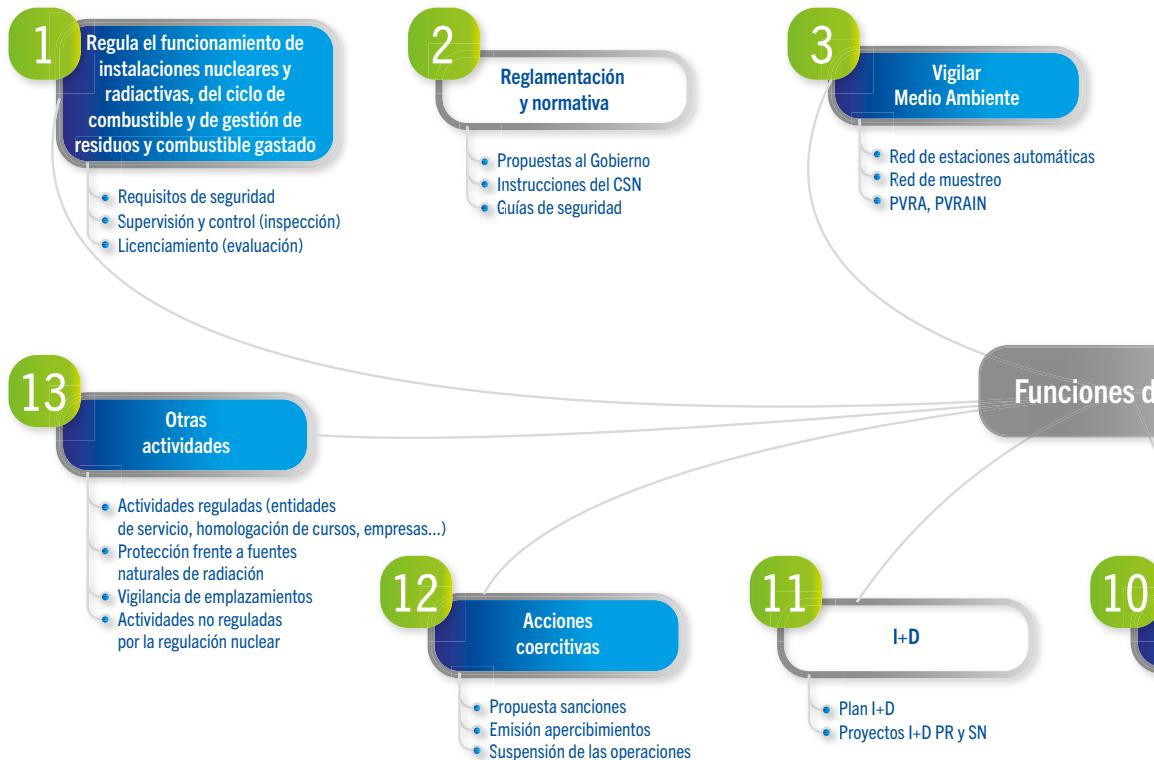 1
Regula el funcionamiento de
instalaciones nucleares y
radiactivas, del ciclo de
combustible y de gestión de
residuos y combustible gastado
Requisitos de seguridad
Supervisión y control (inspección)
Licenciamiento (evaluación)
2
Reglamentación
y normativa
Propuestas al Gobierno
Instrucciones del CSN
Guías de seguridad
3
Vigilar
Medio Ambiente
Red de estaciones automáticas
Red de muestreo
PVRA, PVRAIN
Funciones d
13
Otras
actividades
Actividades reguladas (entidades
de servicio, homologación de cursos, empresas...)
Protección frente a fuentes
naturales de radiación
Vigilancia de emplazamientos
Actividades no reguladas
por la regulación nuclear
12
Acciones
coercitivas
Propuesta sanciones
Emisión apercibimientos
Suspensión de las operaciones
11
I+D
Plan I+D
Proyectos I+D PR y SN
10